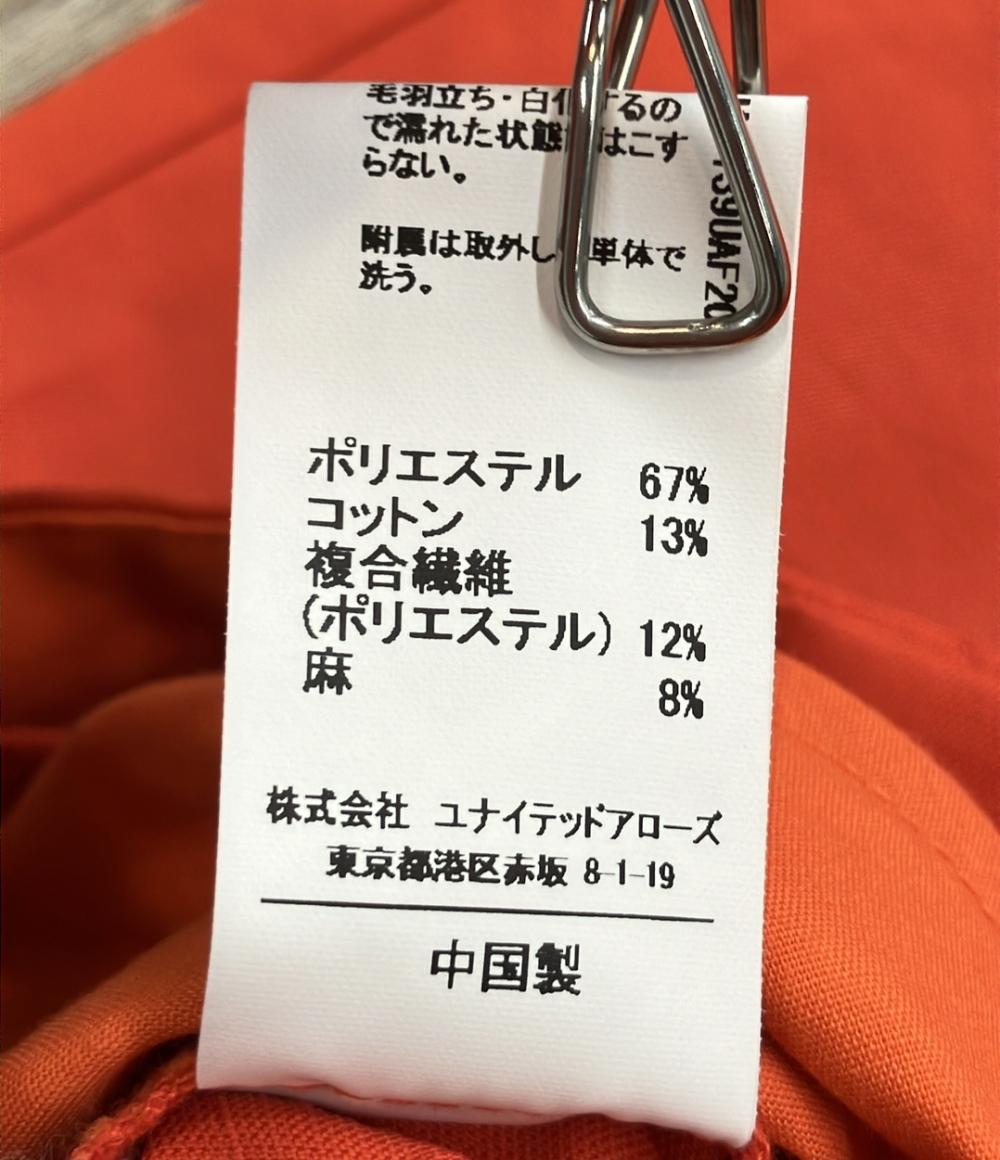 毛羽立ち・白化するの
で濡れた状態ではこす
らない。
附属は取外し 単体で
洗う。
ポリエステル 67%
コットン 13%
複合繊維
(ポリエステル) 12%
麻 8%
株式会社 ユナイテッドアローズ
東京都港区赤坂 8-1-19
中国製